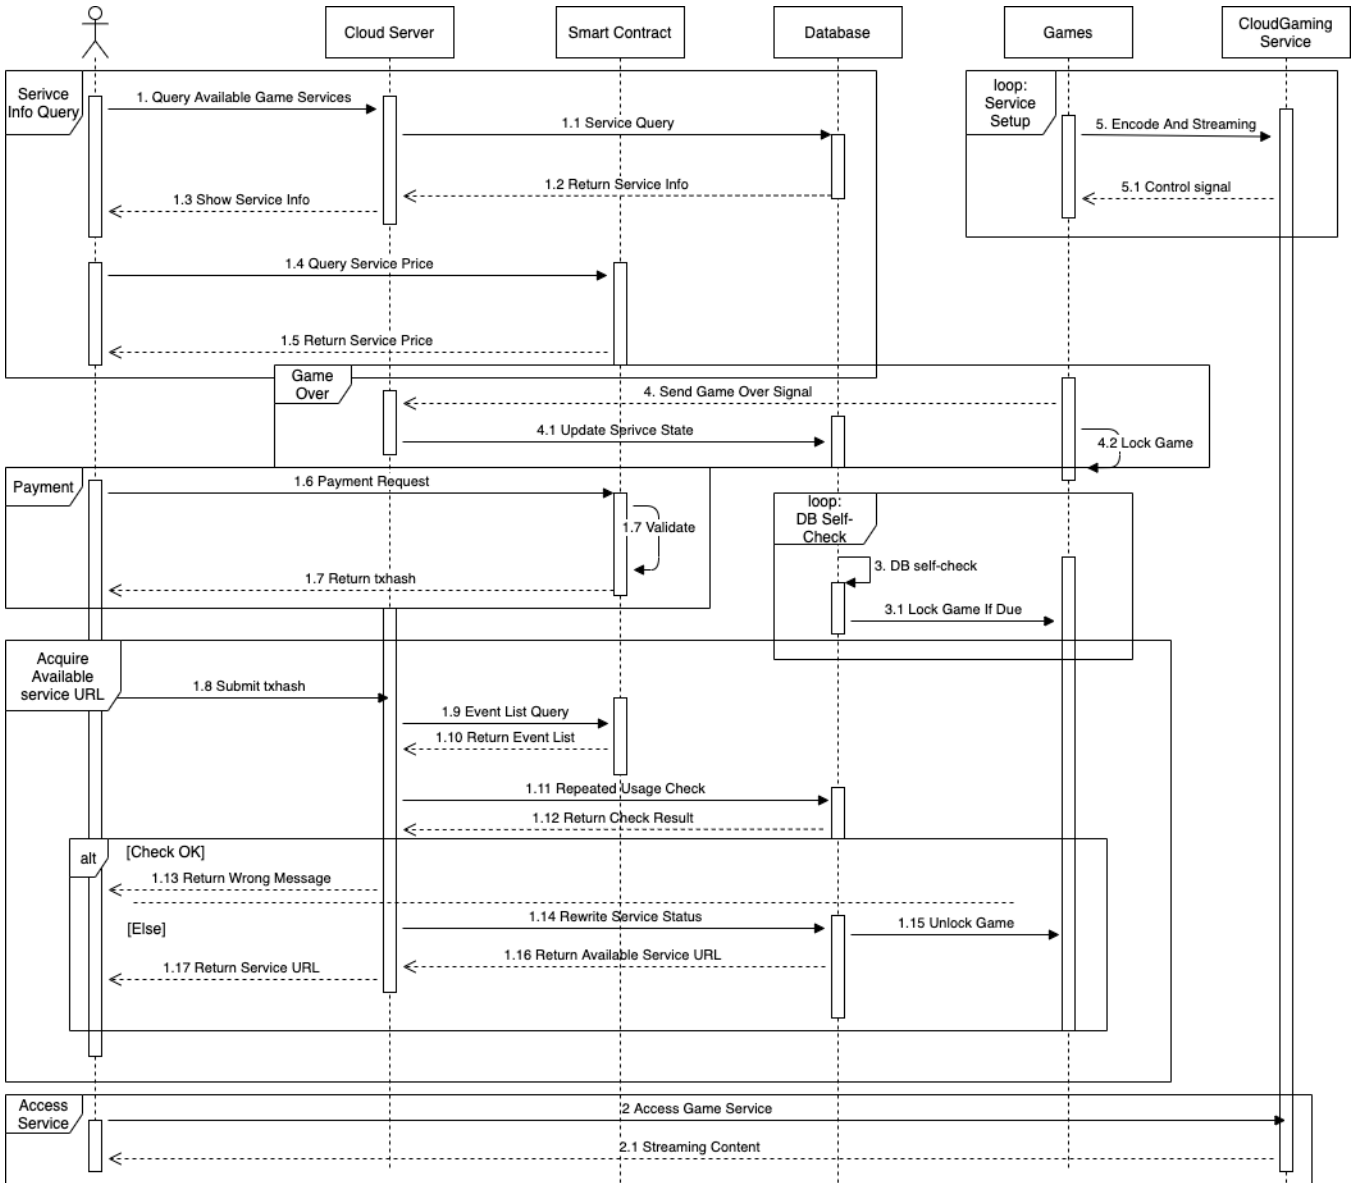 Cloud Server
Smart Contract
Database
Games
CloudGaming
Service
Serivce
Info Query
1. Query Available Game Services
1.1 Service Query
1.2 Return Service Info
1.3 Show Service Info
1.4 Query Service Price
1.5 Return Service Price
loop:
Service
Setup
5. Encode And Streaming
5.1 Control signal
Game
Over
4. Send Game Over Signal
4.1 Update Serivce State
4.2 Lock Game
Payment
1.6 Payment Request
1.7 Validate
1.7 Return txhash
loop:
DB Self-
Check
3. DB self-check
3.1 Lock Game If Due
Acquire
Available
service URL
1.8 Submit txhash
1.9 Event List Query
1.10 Return Event List
1.11 Repeated Usage Check
1.12 Return Check Result
alt
[Check OK]
1.13 Return Wrong Message
[Else]
1.14 Rewrite Service Status
1.15 Unlock Game
1.16 Return Available Service URL
1.17 Return Service URL
Access
Service
2 Access Game Service
2.1 Streaming Content